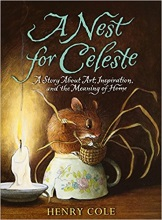 A Nest
for Celeste
A Story About Art, Inspiration,
and the Meaning of Home
HENRY COLE